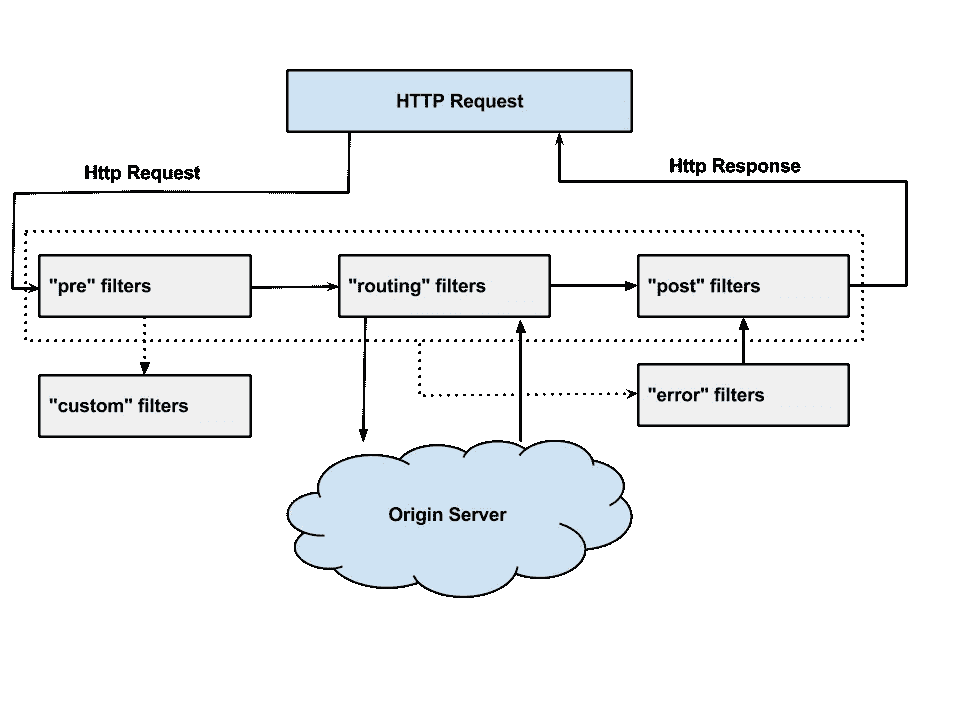 HTTP Request
Http Request
Http Response
"pre" filters
"routing" filters
"post" filters
"custom" filters
"error" filters
Origin Server